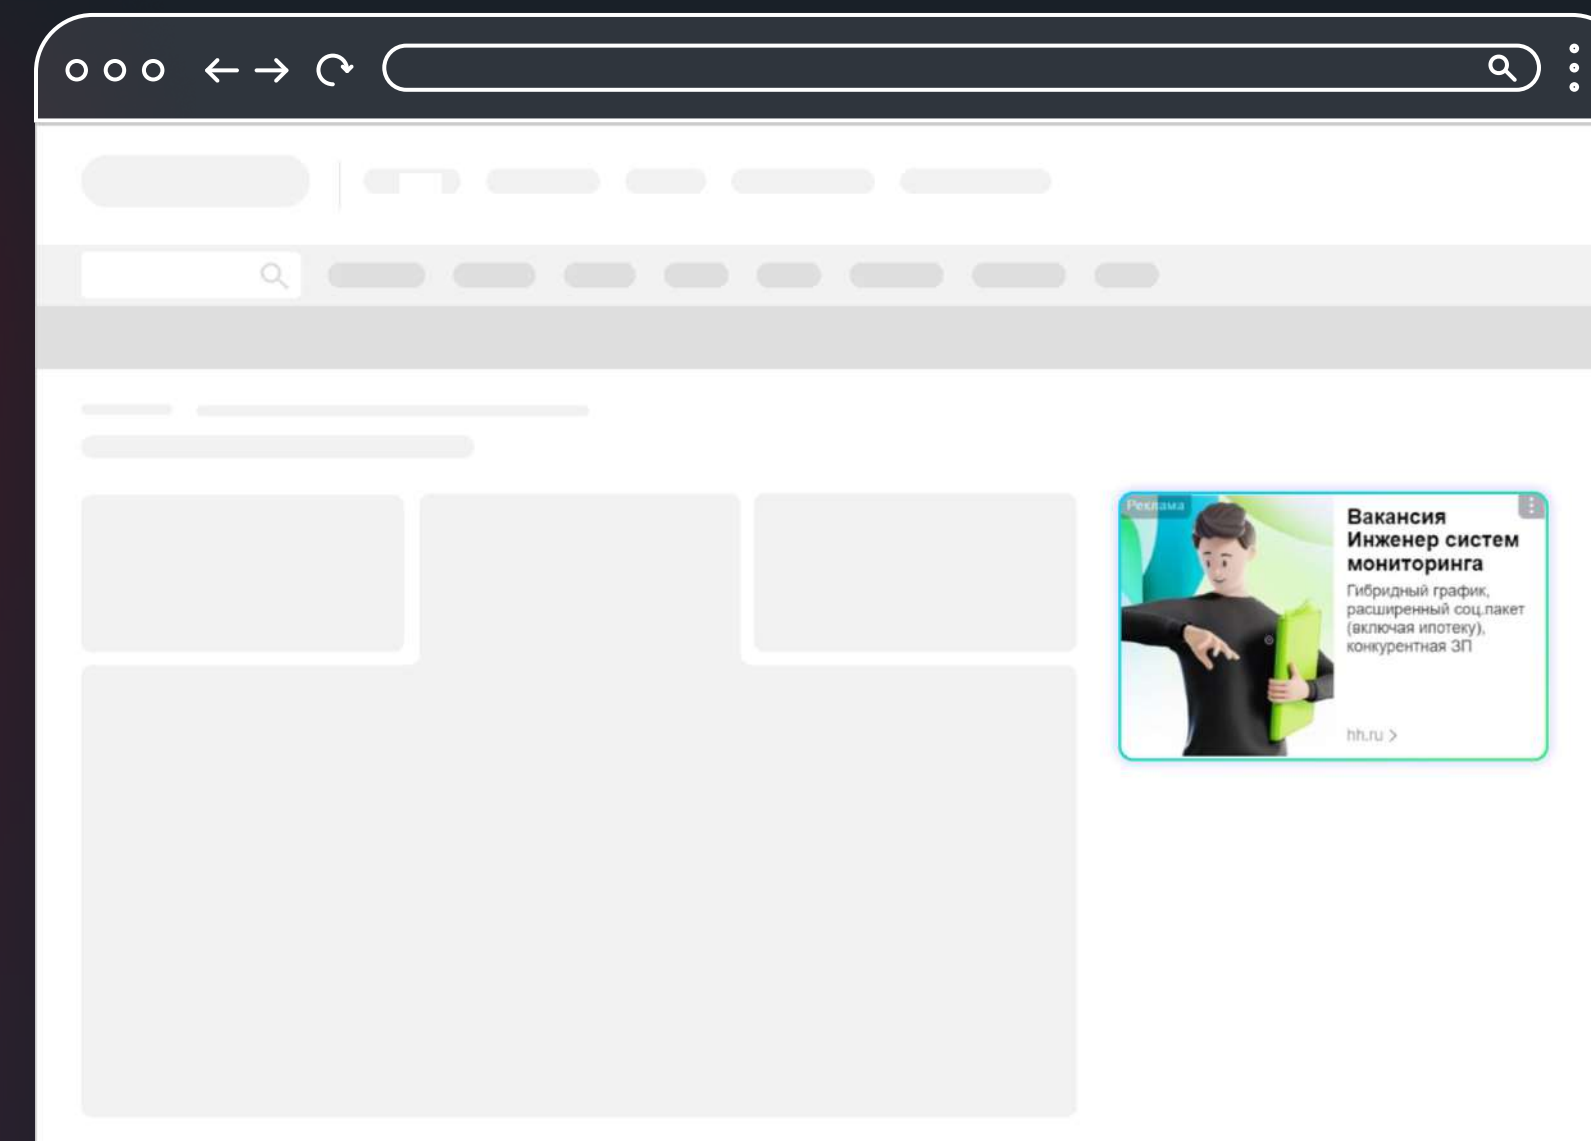 Реклама
Вакансия
Инженер систем
мониторинга
Гибридный график,
расширенный соц.пакет
(включая ипотеку),
конкурентная ЗП
hh.ru